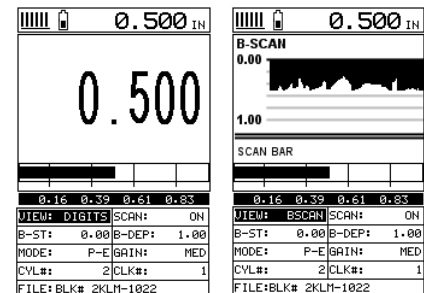 0.500 IN
0.500
0.16 0.39 0.61 0.83
VIEW: DIGITS SCAN: ON
B-ST: 0.00 B-DEP: 1.00
MODE: P-E GAIN: MED
CYL#: 2 CLK#: 1
FILE:BLK# 2KLM-1022
0.500 IN
B-SCAN
0.00
1.00
SCAN BAR
0.16 0.39 0.61 0.83
VIEW: BSCAN SCAN: ON
B-ST: 0.00 B-DEP: 1.00
MODE: P-E GAIN: MED
CYL#: 2 CLK#: 1
FILE:BLK# 2KLM-1022